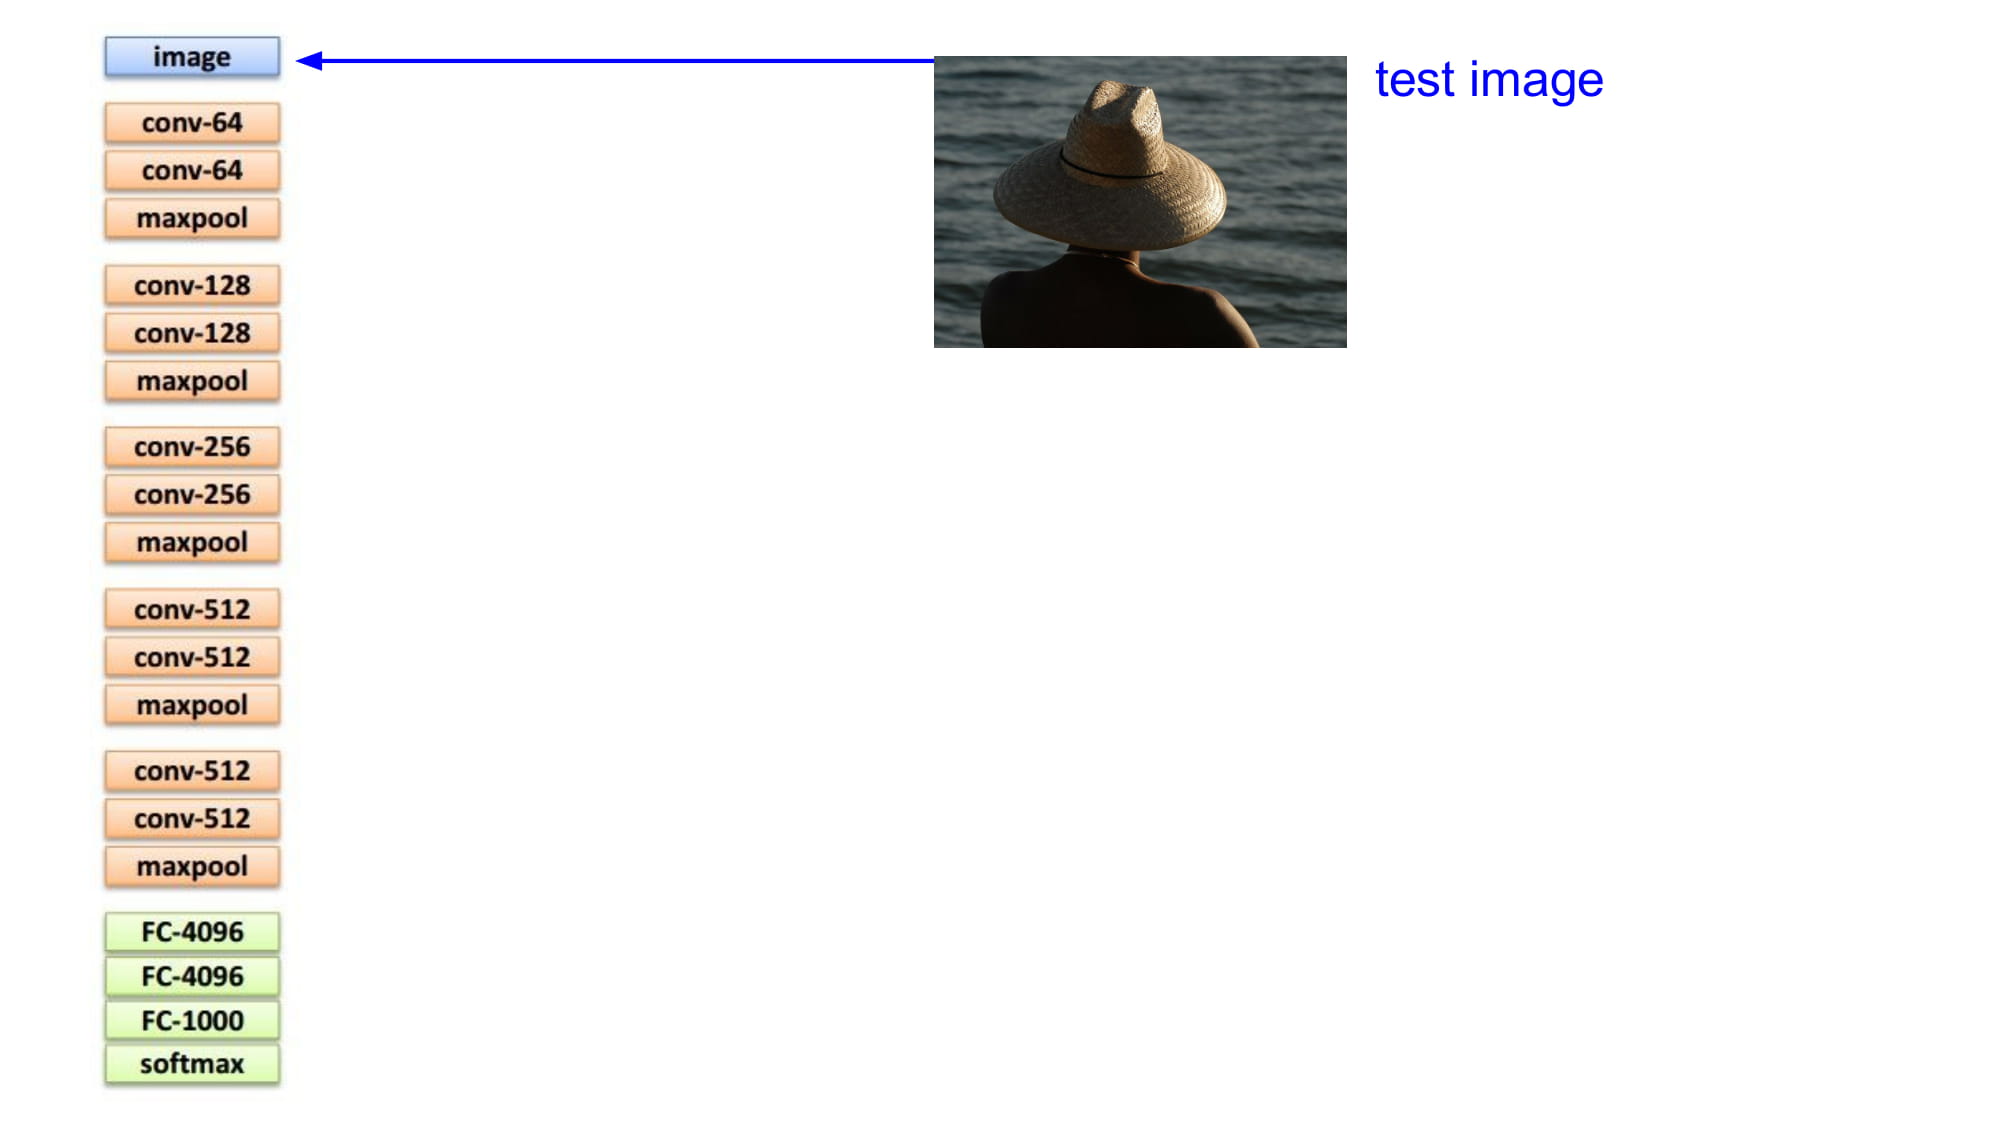 image
test image
conv-64
conv-64
maxpool
conv-128
conv-128
maxpool
conv-256
conv-256
maxpool
conv-512
conv-512
maxpool
conv-512
conv-512
maxpool
FC-4096
FC-4096
FC-1000
softmax